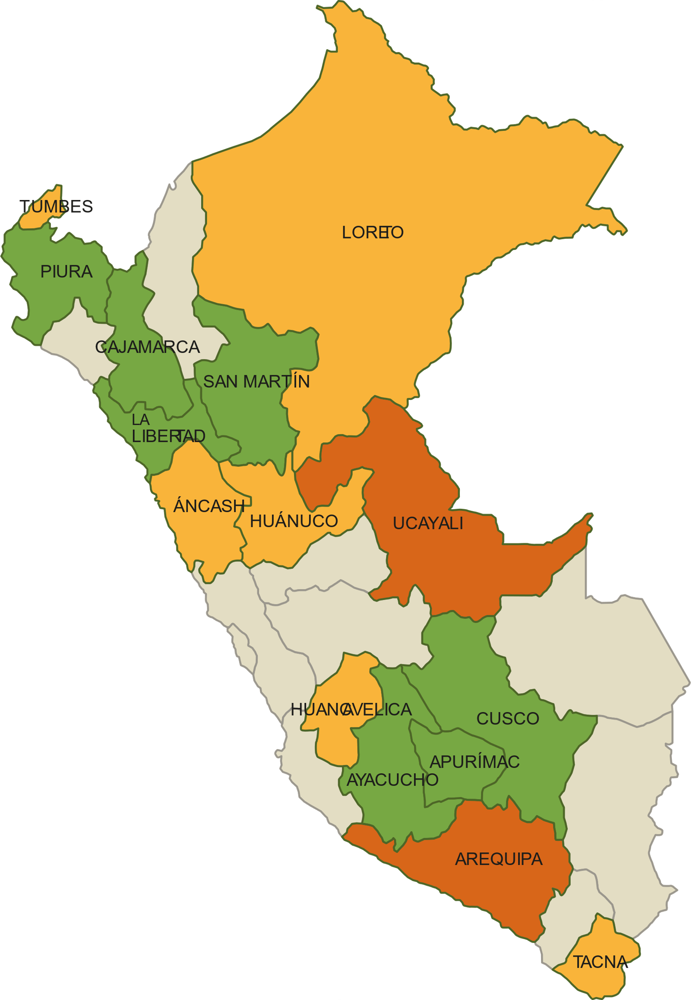 TUMBES
LORETO
PIURA
CAJAMARCA
SAN MARTÍN
LA
LIBERTAD
ÁNCASH
HUÁNUCO
UCAYALI
HUANCAVELICA
CUSCO
APURÍMAC
AYACUCHO
AREQUIPA
TACNA